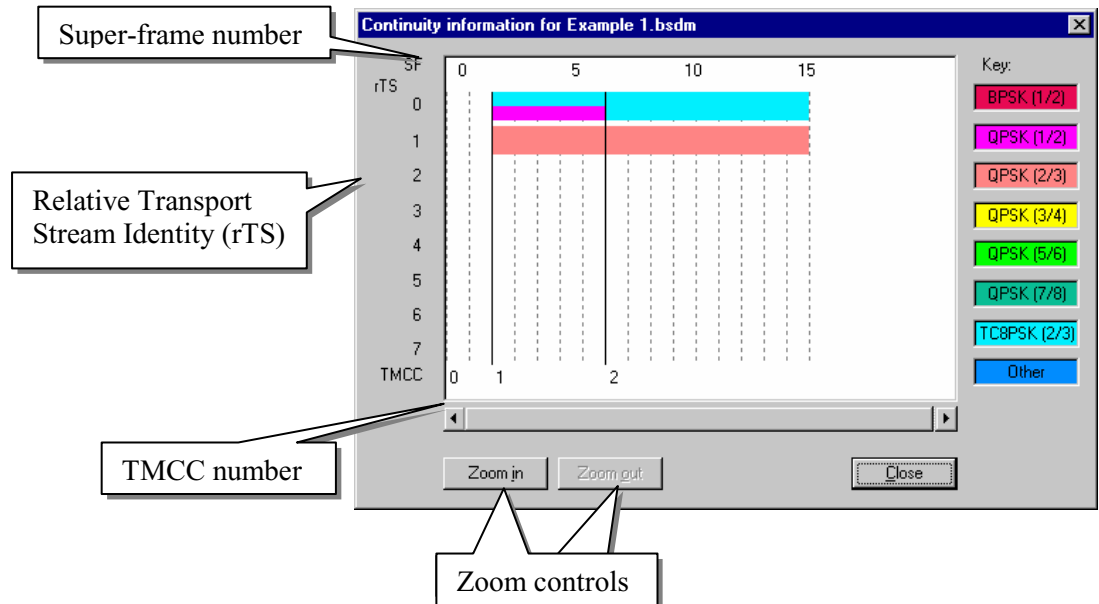 Super-frame number
Continuity information for Example 1.bsdm
SF
rTS
0 5 10 15
0
1
2
3
4
5
6
7
TMCC
0 1 2
Key:
BPSK (1/2)
QPSK (1/2)
QPSK (2/3)
QPSK (3/4)
QPSK (5/6)
QPSK (7/8)
TC8PSK (2/3)
Other
Relative Transport
Stream Identity (rTS)
TMCC number
Zoom in
Zoom out
Close
Zoom controls